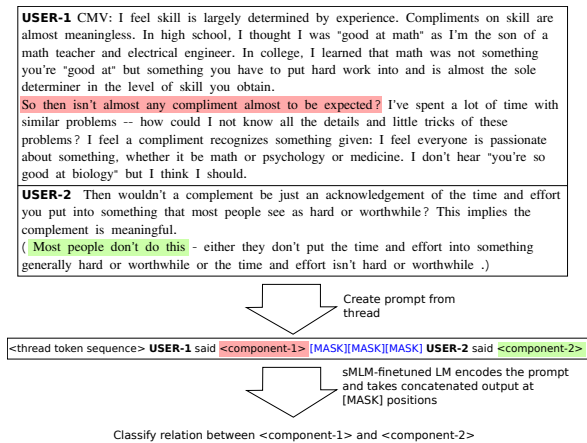 USER-1 CMV: I feel skill is largely determined by experience. Compliments on skill are
almost meaningless. In high school, I thought I was "good at math" as I'm the son of a
math teacher and electrical engineer. In college, I learned that math was not something
you're "good at" but something you have to put hard work into and is almost the sole
determiner in the level of skill you obtain.
So then isn't almost any compliment almost to be expected? I've spent a lot of time with
similar problems -- how could I not know all the details and little tricks of these
problems? I feel a compliment recognizes something given: I feel everyone is passionate
about something, whether it be math or psychology or medicine. I don't hear "you're so
good at biology" but I think I should.
USER-2 Then wouldn't a complement be just an acknowledgement of the time and effort
you put into something that most people see as hard or worthwhile? This implies the
complement is meaningful.
( Most people don't do this - either they don't put the time and effort into something
generally hard or worthwhile or the time and effort isn't hard or worthwhile .)
Create prompt from
thread
<thread token sequence> USER-1 said <component-1> [MASK][MASK][MASK] USER-2 said <component-2>
sMLM-finetuned LM encodes the prompt
and takes concatenated output at
[MASK] positions
Classify relation between <component-1> and <component-2>